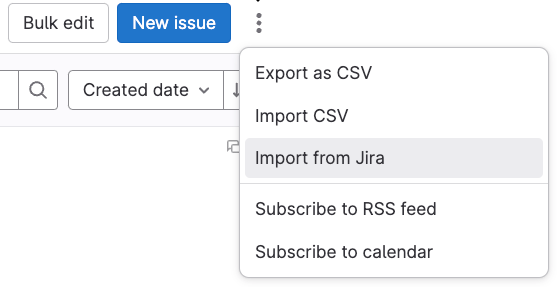 Bulk edit
New issue
Created date
Export as CSV
Import CSV
Import from Jira
Subscribe to RSS feed
Subscribe to calendar